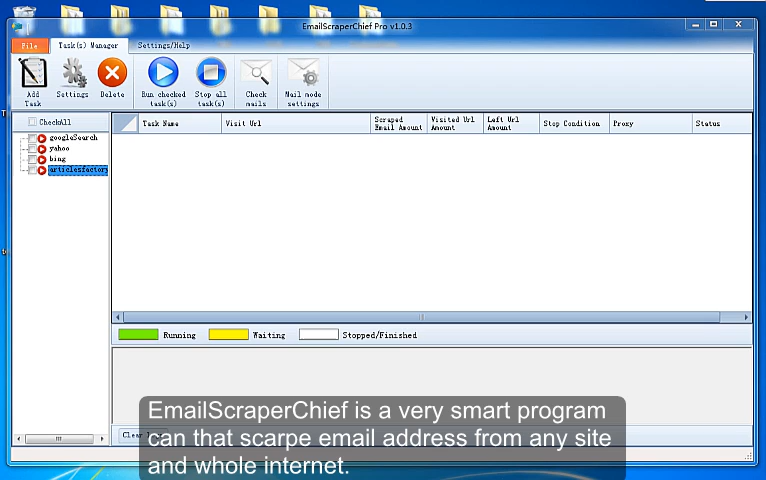 EmailScraperChief Pro v1.0.3
File Task(s) Manager Settings/Help
Add Task
Settings
Delete
Run checked task(s)
Stop all task(s)
Check mails
Mail mode settings
CheckAll
googleSearch
yahoo
bing
articlesfactory
Task Name
Visit Url
Scraped Email Amount
Visited Url Amount
Left Url Amount
Stop Condition
Proxy
Status
Running Waiting Stopped/Finished
Clear
EmailScraperChief is a very smart program
can that scarpe email address from any site
and whole internet.